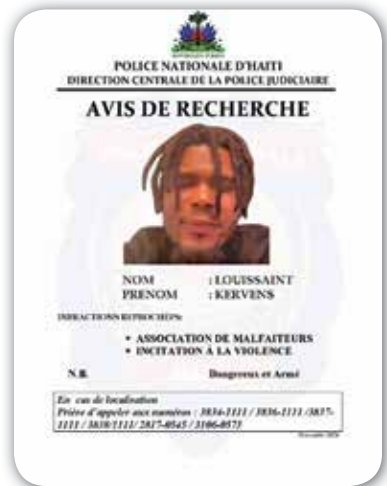 POLICE NATIONALE D'HAITI
DIRECTION CENTRALE DE LA POLICE JUDICIAIRE
AVIS DE RECHERCHE
NOM : LOUISSAINT
PRENOM : KERVENS
INFRACTIONS REPROCHEES:
• ASSOCIATION DE MALFAITEURS
• INCITATION À LA VIOLENCE
N.B. Dangereux et Armé
En cas de localisation
Prière d'appeler aux numéros : 3834-1111 / 3836-1111 /3837-
1111 / 3838/1111/ 2817-0545 / 3106-0573